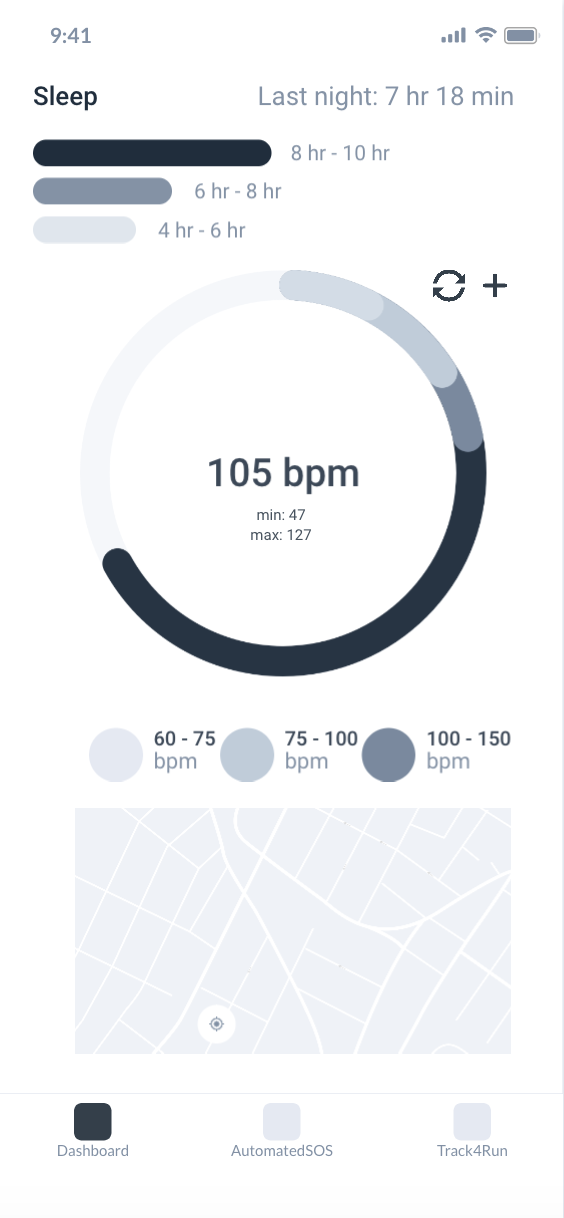 9:41
Sleep
Last night: 7 hr 18 min
8 hr - 10 hr
6 hr - 8 hr
4 hr - 6 hr
105 bpm
min: 47
max: 127
60 - 75
bpm
75 - 100
bpm
100 - 150
bpm
Dashboard
AutomatedSOS
Track4Run